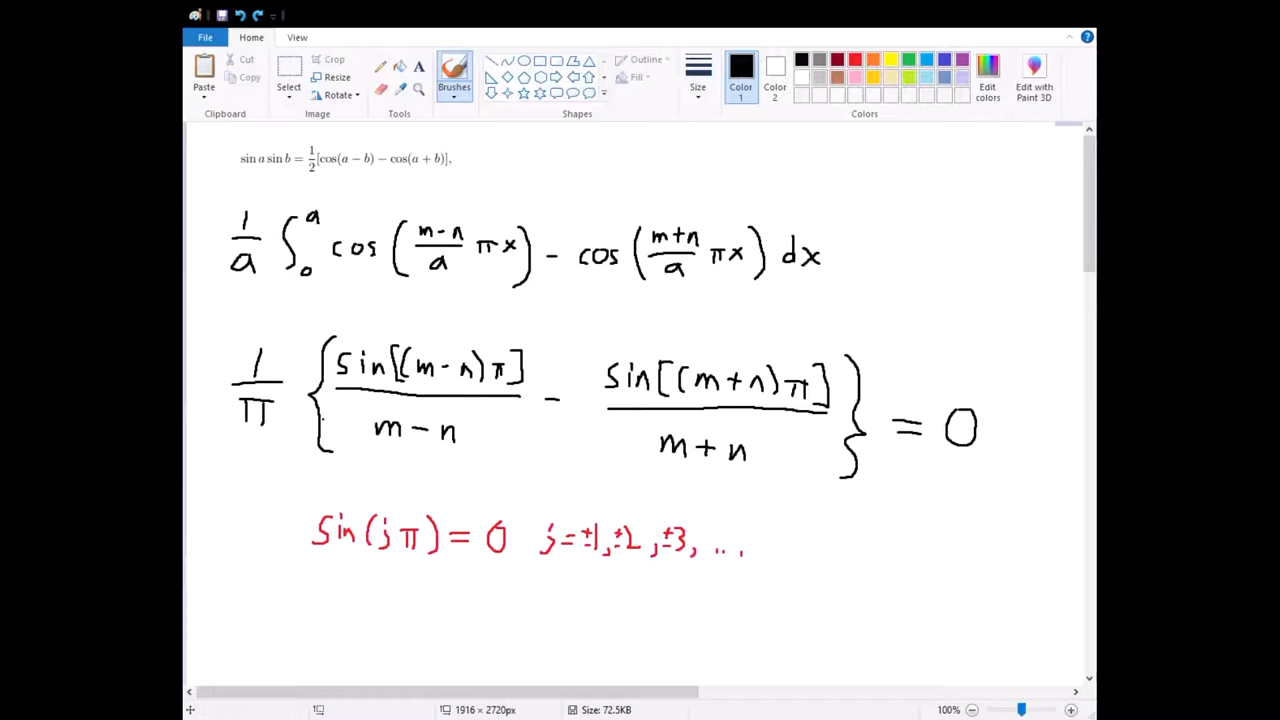 File Home View
Paste Cut Copy Clipboard
Select Crop Resize Rotate Image
A Tools
Brushes
Outline Fill Shapes
Size
Color 1 Color 2 Edit colors Edit with Paint 3D Colors
sin a sin b = 1/2[cos(a − b) − cos(a + b)],
1/a ∫₀ᵃ cos((m-n)/a πx) - cos((m+n)/a πx) dx
1/π {sin[(m-n)π]/(m-n) - sin[(m+n)π]/(m+n)} = 0
sin(jπ) = 0 j = ±1, ±2, ±3, ...
1916 × 2720px Size: 72.5KB 100%